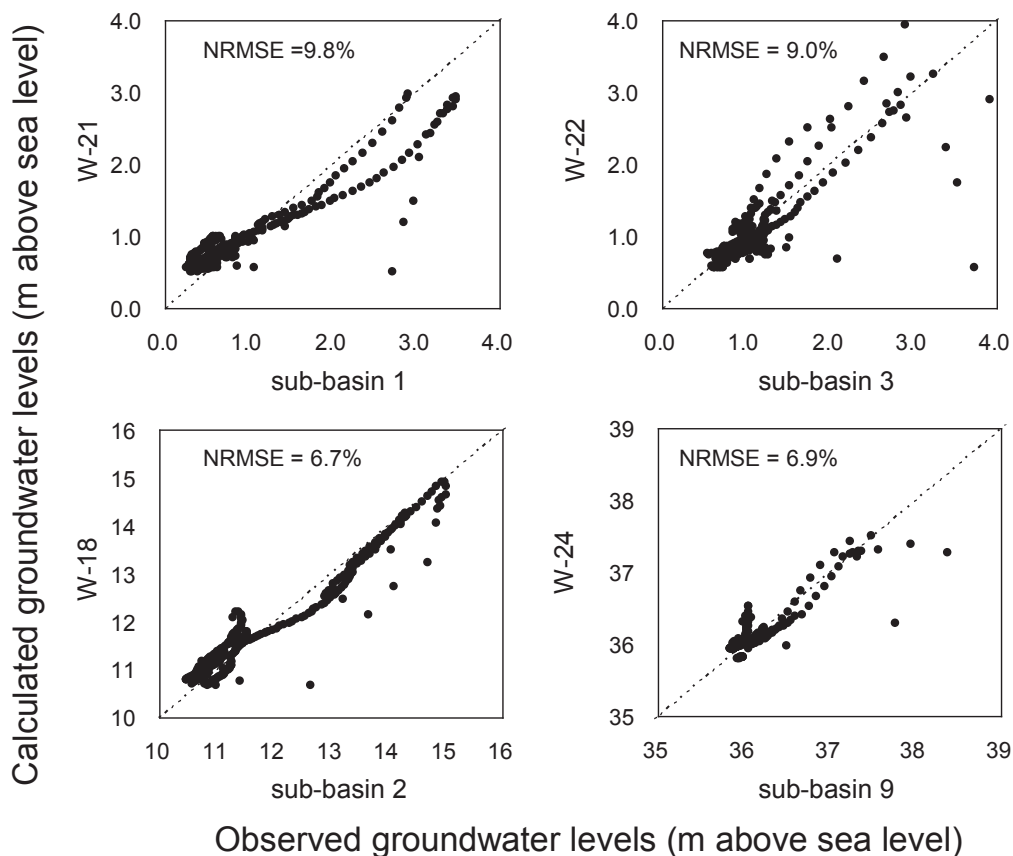 Calculated groundwater levels (m above sea level)
W-21
4.0
3.0
2.0
1.0
0.0
NRMSE =9.8%
0.0 1.0 2.0 3.0 4.0
sub-basin 1
W-22
4.0
3.0
2.0
1.0
0.0
NRMSE = 9.0%
0.0 1.0 2.0 3.0 4.0
sub-basin 3
W-18
16
15
14
13
12
11
10
NRMSE = 6.7%
10 11 12 13 14 15 16
sub-basin 2
W-24
39
38
37
36
35
NRMSE = 6.9%
35 36 37 38 39
sub-basin 9
Observed groundwater levels (m above sea level)